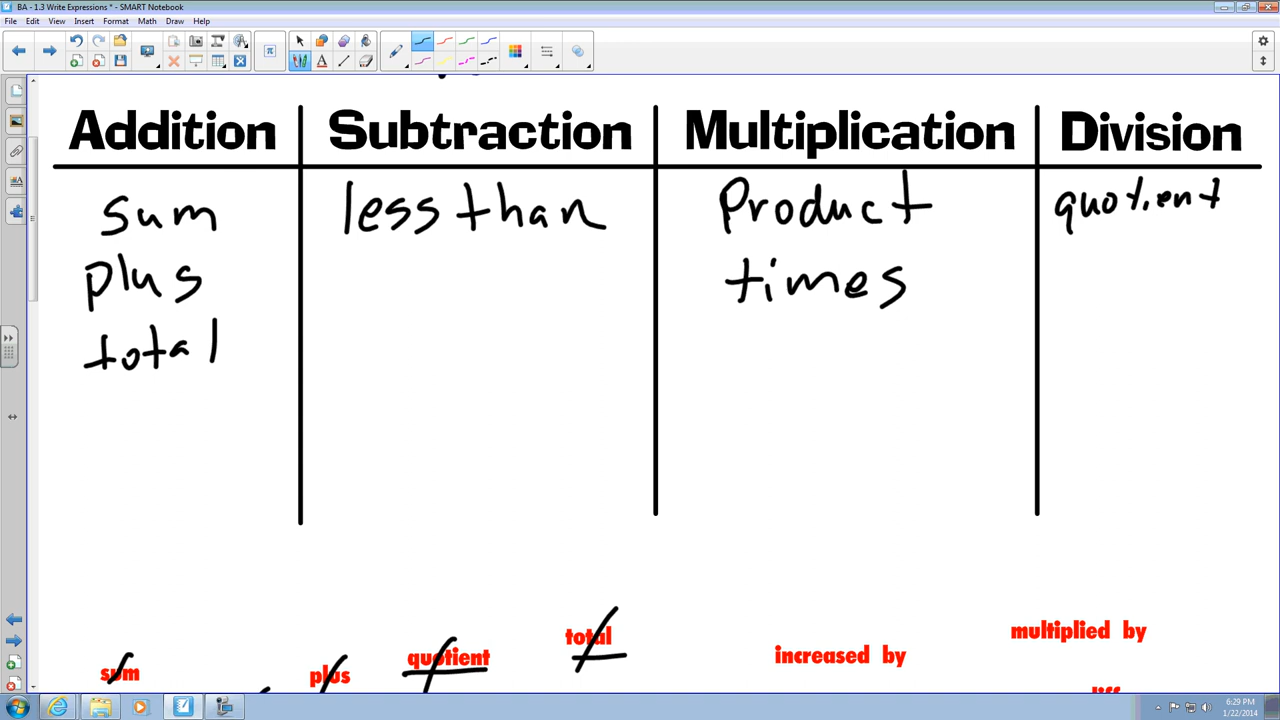 BA - 1.3 Write Expressions * - SMART Notebook
File Edit View Insert Format Math Draw Help
Addition Subtraction Multiplication Division
sum less than Product quotient
plus times
total
total
multiplied by
increased by
quotient
sum plus
6:29 PM
1/22/2014